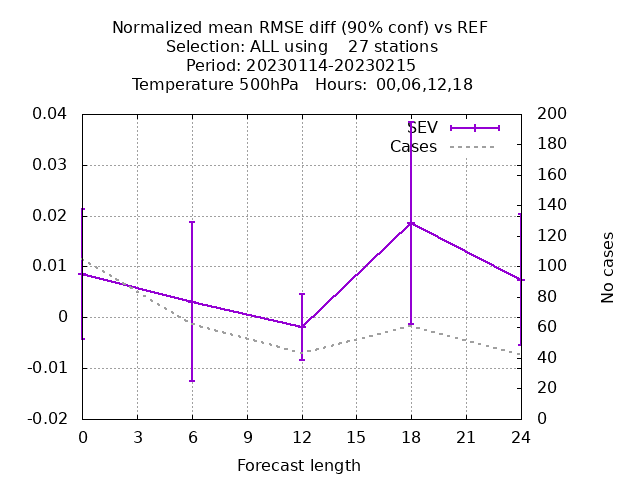 Normalized mean RMSE diff (90% conf) vs REF
Selection: ALL using    27 stations
Period: 20230114-20230215
Temperature 500hPa   Hours:  00,06,12,18
SEV
Cases
0.04
0.03
0.02
0.01
0
-0.01
-0.02
200
180
160
140
120
100
80
60
40
20
0
No cases
0 3 6 9 12 15 18 21 24
Forecast length